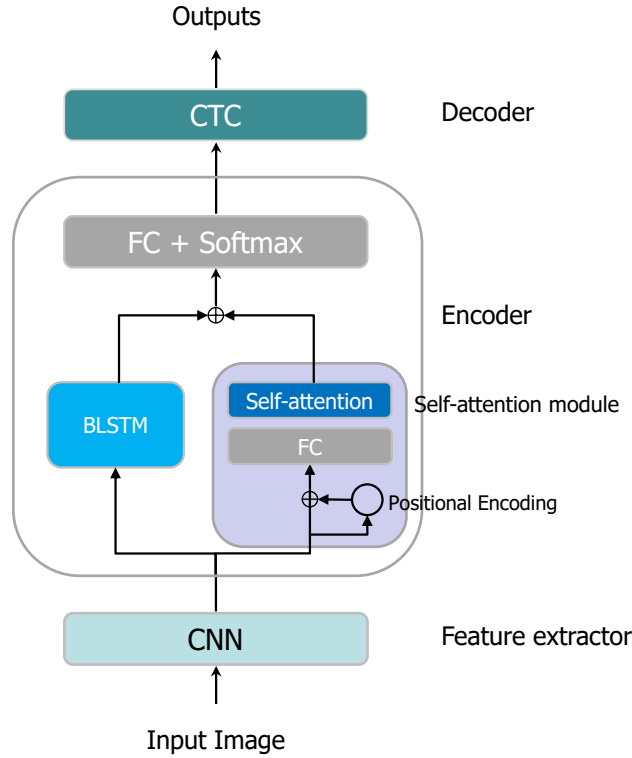 Outputs
CTC
Decoder
FC + Softmax
Encoder
Self-attention
Self-attention module
BLSTM
FC
Positional Encoding
CNN
Feature extractor
Input Image